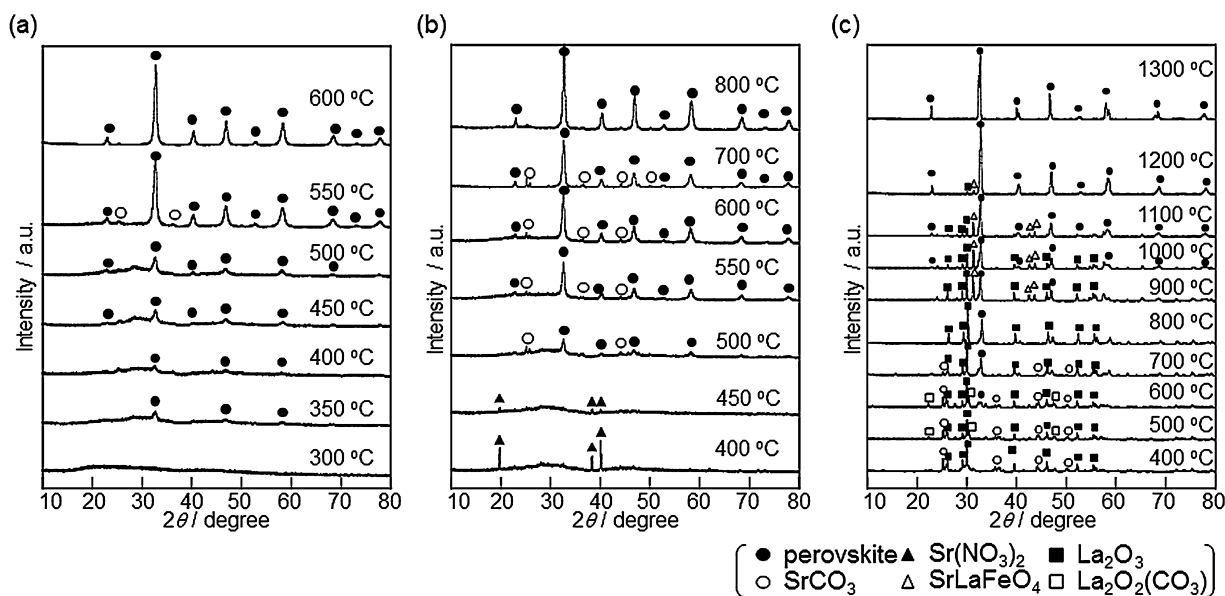 (a)
600 ºC
550 ºC
500 ºC
450 ºC
400 ºC
350 ºC
300 ºC
Intensity / a.u.
10 20 30 40 50 60 70 80
2θ / degree
(b)
800 ºC
700 ºC
600 ºC
550 ºC
500 ºC
450 ºC
400 ºC
10 20 30 40 50 60 70 80
2θ / degree
(c)
1300 ºC
1200 ºC
1100 ºC
1000 ºC
900 ºC
800 ºC
700 ºC
600 ºC
500 ºC
400 ºC
Intensity / a.u.
10 20 30 40 50 60 70 80
2θ / degree
● perovskite ▲ Sr(NO₃)₂ ■ La₂O₃
○ SrCO₃ △ SrLaFeO₄ □ La₂O₂(CO₃)